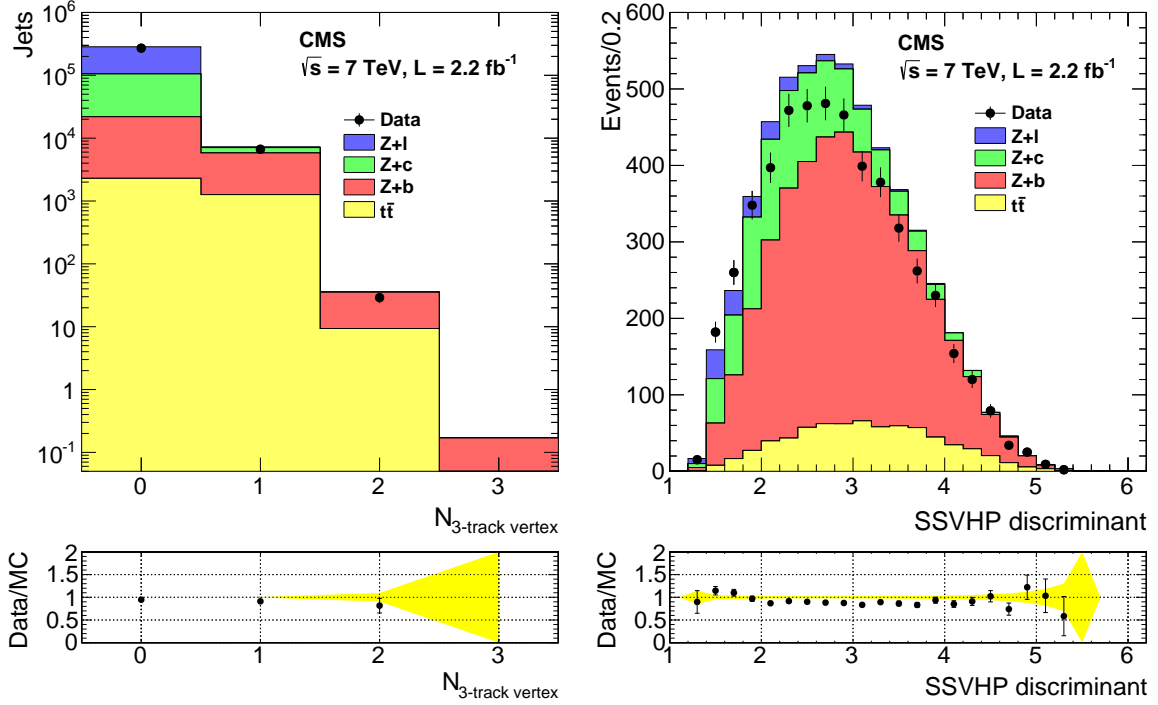 Jets
10^6
10^5
10^4
10^3
10^2
10
1
10^-1
CMS
√s = 7 TeV, L = 2.2 fb^-1
Data
Z+l
Z+c
Z+b
tt̄
0 1 2 3
N_3-track vertex
Data/MC
2
1.5
1
0.5
0
0 1 2 3
N_3-track vertex
Events/0.2
600
500
400
300
200
100
0
CMS
√s = 7 TeV, L = 2.2 fb^-1
Data
Z+l
Z+c
Z+b
tt̄
1 2 3 4 5 6
SSVHP discriminant
Data/MC
2
1.5
1
0.5
0
1 2 3 4 5 6
SSVHP discriminant